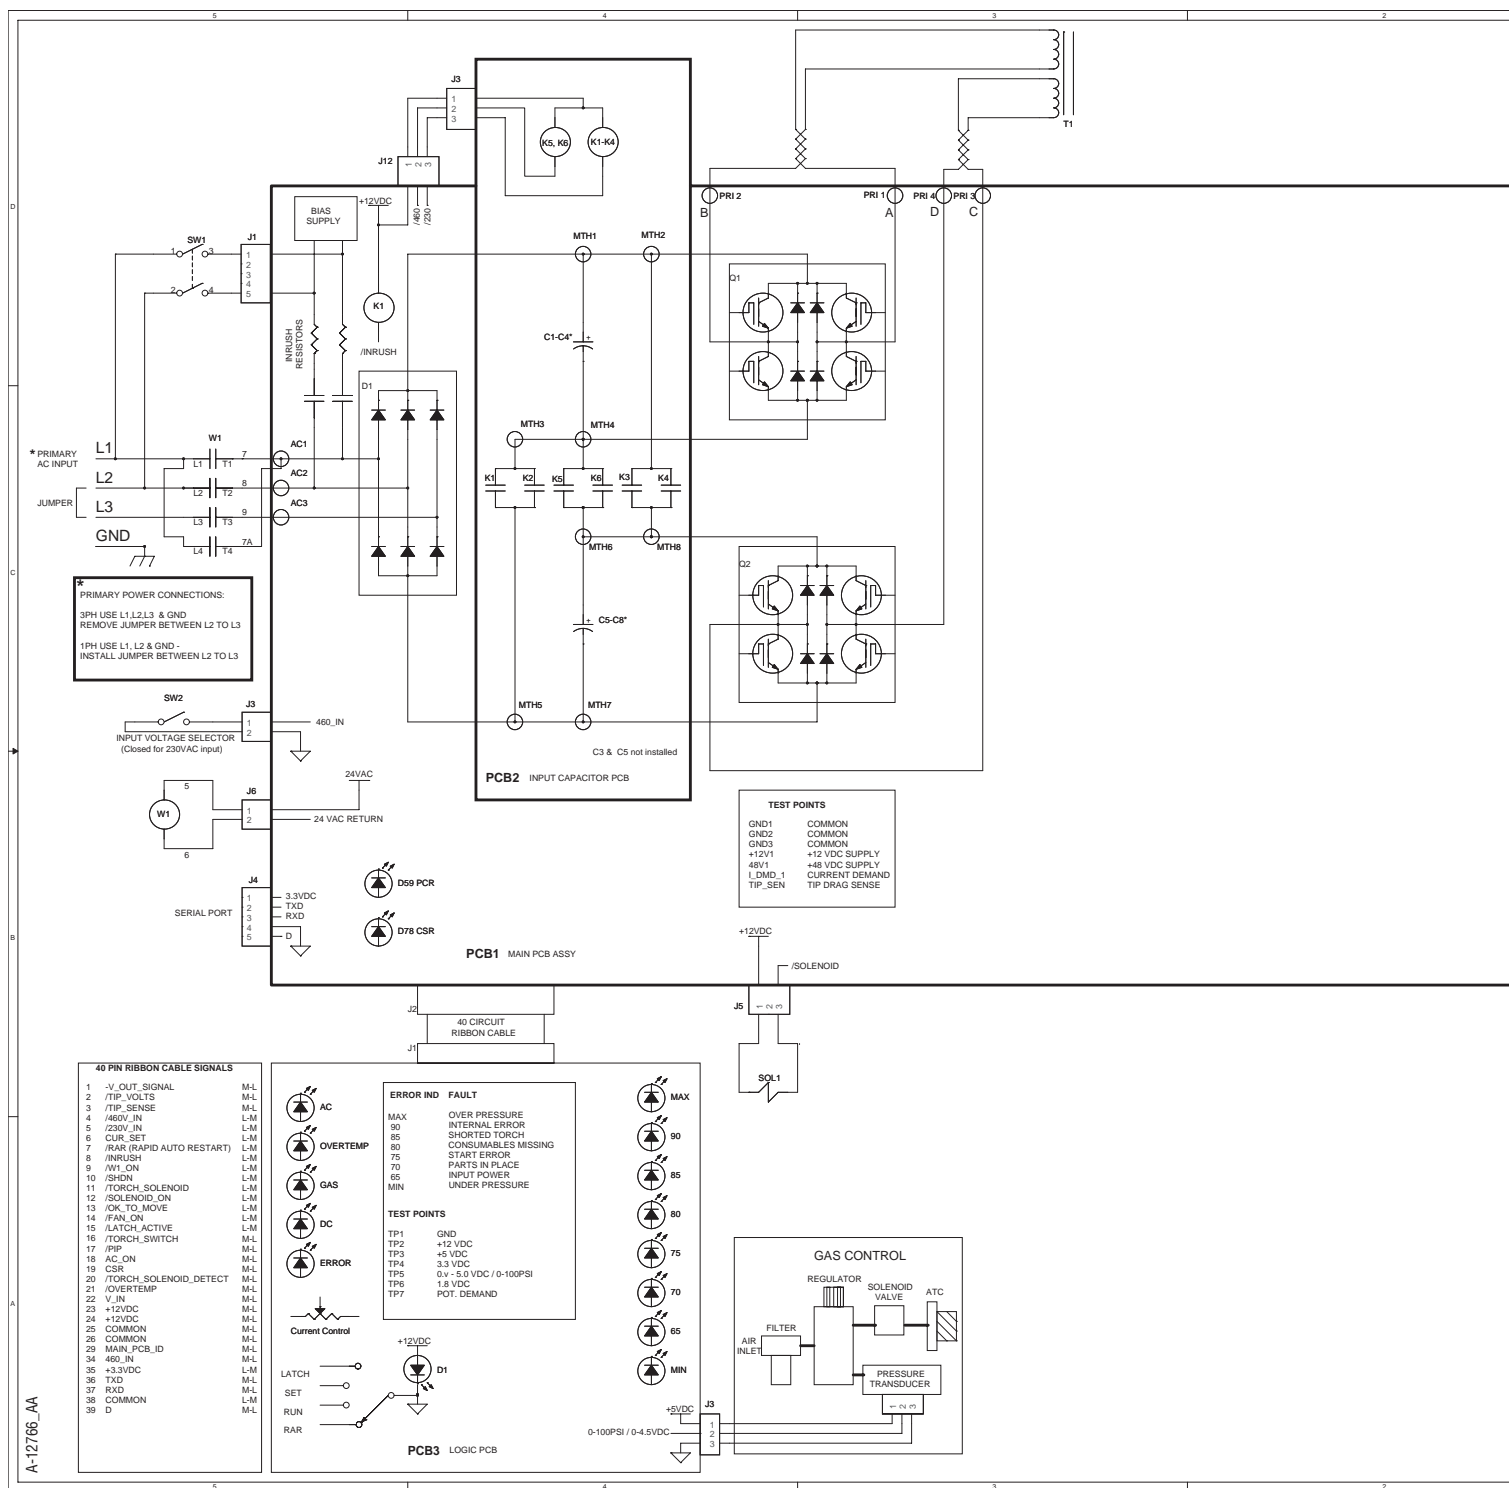 5 4 3 2
J3
1
2
3
K5, K6
K1-K4
T1
J12
1 2 3
D
BIAS
SUPPLY
+12VDC
/460
/230
PRI 2
B
PRI 1
A
PRI 4
D
PRI 3
C
SW1
1 3
2 4
J1
1
2
3
4
5
MTH1
MTH2
Q1
K1
INRUSH
RESISTORS
/INRUSH
C1-C4*
+
D1
MTH3
MTH4
* PRIMARY
AC INPUT
L1
W1
L1 T1 7
AC1
L2
L2 T2 8
AC2
JUMPER
L3
L3 T3 9
AC3
GND
L4 T4 7A
K1 K2 K5 K6 K3 K4
MTH6
MTH8
Q2
C
*
PRIMARY POWER CONNECTIONS:
3PH USE L1,L2,L3 & GND
REMOVE JUMPER BETWEEN L2 TO L3
1PH USE L1, L2 & GND -
INSTALL JUMPER BETWEEN L2 TO L3
+ C5-C8*
SW2
J3
1
2
460_IN
INPUT VOLTAGE SELECTOR
(Closed for 230VAC input)
MTH5
MTH7
C3 & C5 not installed
PCB2 INPUT CAPACITOR PCB
W1
5
6
J6
1
2
24VAC
24 VAC RETURN
TEST POINTS
GND1 COMMON
GND2 COMMON
GND3 COMMON
+12V1 +12 VDC SUPPLY
48V1 +48 VDC SUPPLY
I_DMD_1 CURRENT DEMAND
TIP_SEN TIP DRAG SENSE
SERIAL PORT
J4
1 3.3VDC
2 TXD
3 RXD
4
5 D
D59 PCR
D78 CSR
B
PCB1 MAIN PCB ASSY
+12VDC
/SOLENOID
J5
1 2 3
SOL1
J2
40 CIRCUIT
RIBBON CABLE
J1
40 PIN RIBBON CABLE SIGNALS
1 -V_OUT_SIGNAL M-L
2 /TIP_VOLTS M-L
3 /TIP_SENSE M-L
4 /460V_IN L-M
5 /230V_IN L-M
6 CUR_SET L-M
7 /RAR (RAPID AUTO RESTART) L-M
8 /INRUSH L-M
9 /W1_ON L-M
10 /SHDN L-M
11 /TORCH_SOLENOID L-M
12 /SOLENOID_ON L-M
13 /OK_TO_MOVE L-M
14 /FAN_ON L-M
15 /LATCH_ACTIVE L-M
16 /TORCH_SWITCH M-L
17 /PIP M-L
18 AC_ON M-L
19 CSR M-L
20 /TORCH_SOLENOID_DETECT M-L
21 /OVERTEMP M-L
22 V_IN M-L
23 +12VDC M-L
24 +12VDC M-L
25 COMMON M-L
26 COMMON M-L
29 MAIN_PCB_ID M-L
34 460_IN M-L
35 +3.3VDC L-M
36 TXD M-L
37 RXD M-L
38 COMMON L-M
39 D M-L
AC
OVERTEMP
GAS
DC
ERROR
ERROR IND FAULT
MAX OVER PRESSURE
90 INTERNAL ERROR
85 SHORTED TORCH
80 CONSUMABLES MISSING
75 START ERROR
70 PARTS IN PLACE
65 INPUT POWER
MIN UNDER PRESSURE
TEST POINTS
TP1 GND
TP2 +12 VDC
TP3 +5 VDC
TP4 3.3 VDC
TP5 0.v - 5.0 VDC / 0-100PSI
TP6 1.8 VDC
TP7 POT. DEMAND
MAX
90
85
80
75
70
65
MIN
Current Control
+12VDC
D1
LATCH
SET
RUN
RAR
PCB3 LOGIC PCB
GAS CONTROL
REGULATOR
SOLENOID
VALVE
ATC
FILTER
AIR
INLET
PRESSURE
TRANSDUCER
1 2 3
+5VDC
J3
1
2
3
0-100PSI / 0-4.5VDC
A
A-12766_AA
5 4 3 2